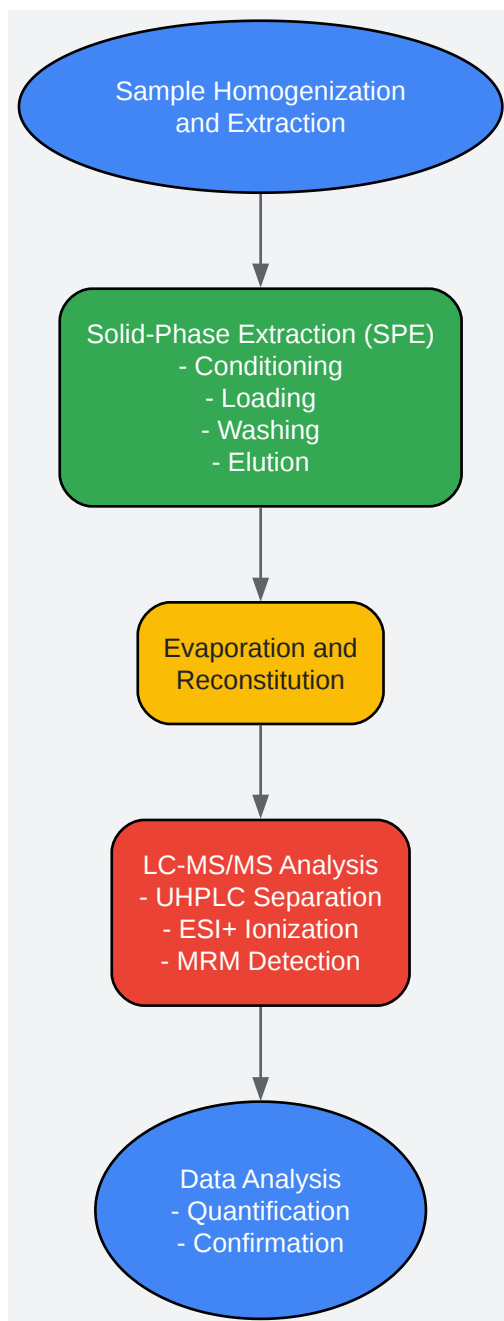 Sample Homogenization
and Extraction
Solid-Phase Extraction (SPE)
- Conditioning
- Loading
- Washing
- Elution
Evaporation and
Reconstitution
LC-MS/MS Analysis
- UHPLC Separation
- ESI+ Ionization
- MRM Detection
Data Analysis
- Quantification
- Confirmation